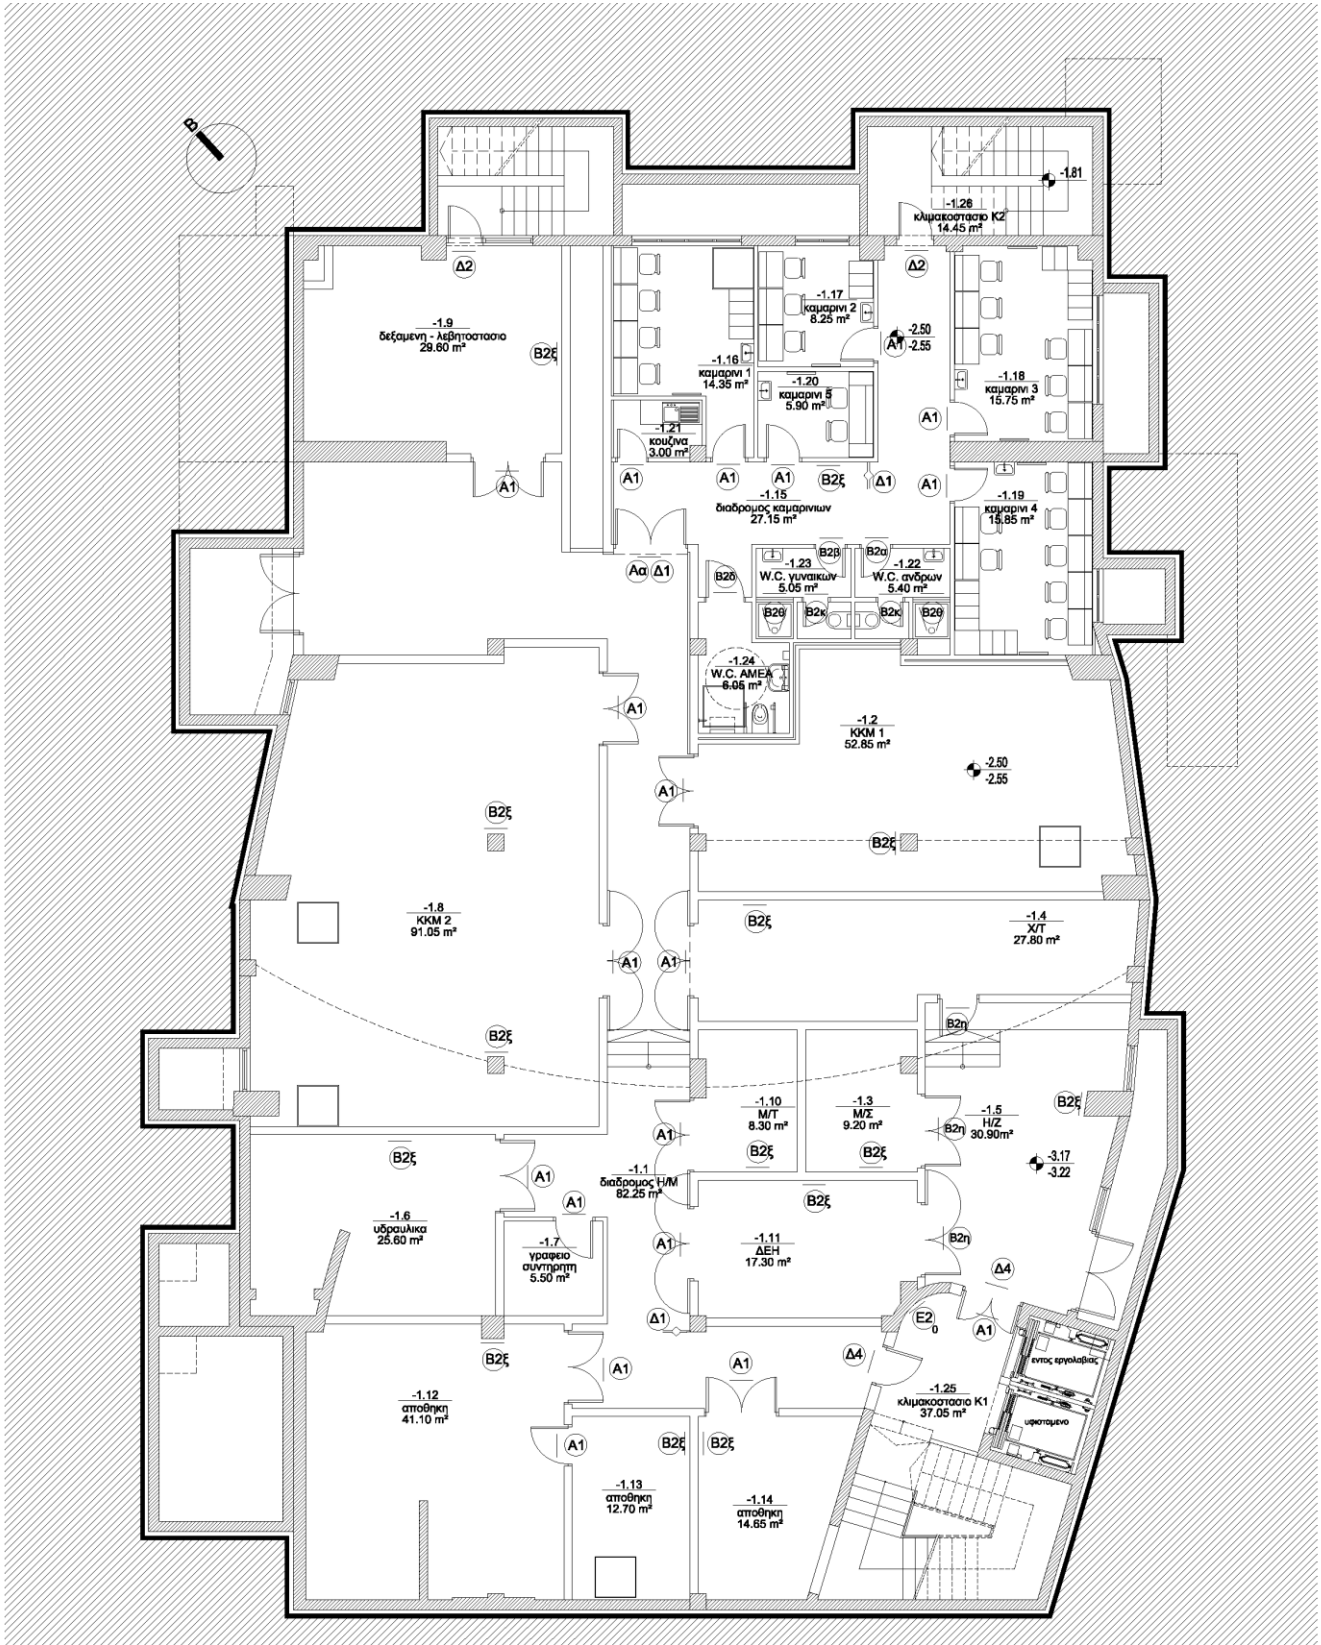 B
-1.81
-1.26
κλιμακοστασιο Κ2
14.45 m²
Δ2
Δ2
-1.9
δεξαμενη - λεβητοστασιο
29.60 m²
Β2ξ
-1.17
καμαρινι 2
8.25 m²
-2.50
-2.55
Α1
-1.16
καμαρινι 1
14.35 m²
-1.20
καμαρινι 5
5.90 m²
-1.18
καμαρινι 3
15.75 m²
Α1
-1.21
κουζινα
3.00 m²
Α1
Α1
Α1
Α1
Β2ξ
Δ1
Α1
-1.15
διαδρομος καμαρινιων
27.15 m²
-1.19
καμαρινι 4
15.85 m²
Αα
Δ1
Β2δ
Β2β
Β2α
-1.23
W.C. γυναικων
5.05 m²
-1.22
W.C. ανδρων
5.40 m²
Β2θ
Β2κ
Β2κ
Β2θ
-1.24
W.C. ΑΜΕΑ
6.05 m²
Α1
-1.2
ΚΚΜ 1
52.85 m²
-2.50
-2.55
Α1
Β2ξ
Β2ξ
-1.8
ΚΚΜ 2
91.05 m²
Β2ξ
-1.4
Χ/Τ
27.80 m²
Α1
Α1
Β2ξ
Β2η
-1.10
Μ/Τ
8.30 m²
-1.3
Μ/Σ
9.20 m²
-1.5
Η/Ζ
30.90m²
Β2ξ
Α1
Β2η
Β2ξ
Β2ξ
Β2ξ
-3.17
-3.22
Α1
-1.1
διαδρομος Η/Μ
82.25 m²
Β2ξ
Α1
-1.6
υδραυλικα
25.60 m²
-1.7
γραφειο
συντηρητη
5.50 m²
Α1
-1.11
ΔΕΗ
17.30 m²
Β2η
Δ4
Δ1
Ε2
0
Α1
Β2ξ
Α1
Α1
Δ4
εντος εργολαβιας
-1.12
αποθηκη
41.10 m²
-1.25
κλιμακοστασιο Κ1
37.05 m²
υφισταμενο
Α1
Β2ξ
Β2ξ
-1.13
αποθηκη
12.70 m²
-1.14
αποθηκη
14.65 m²